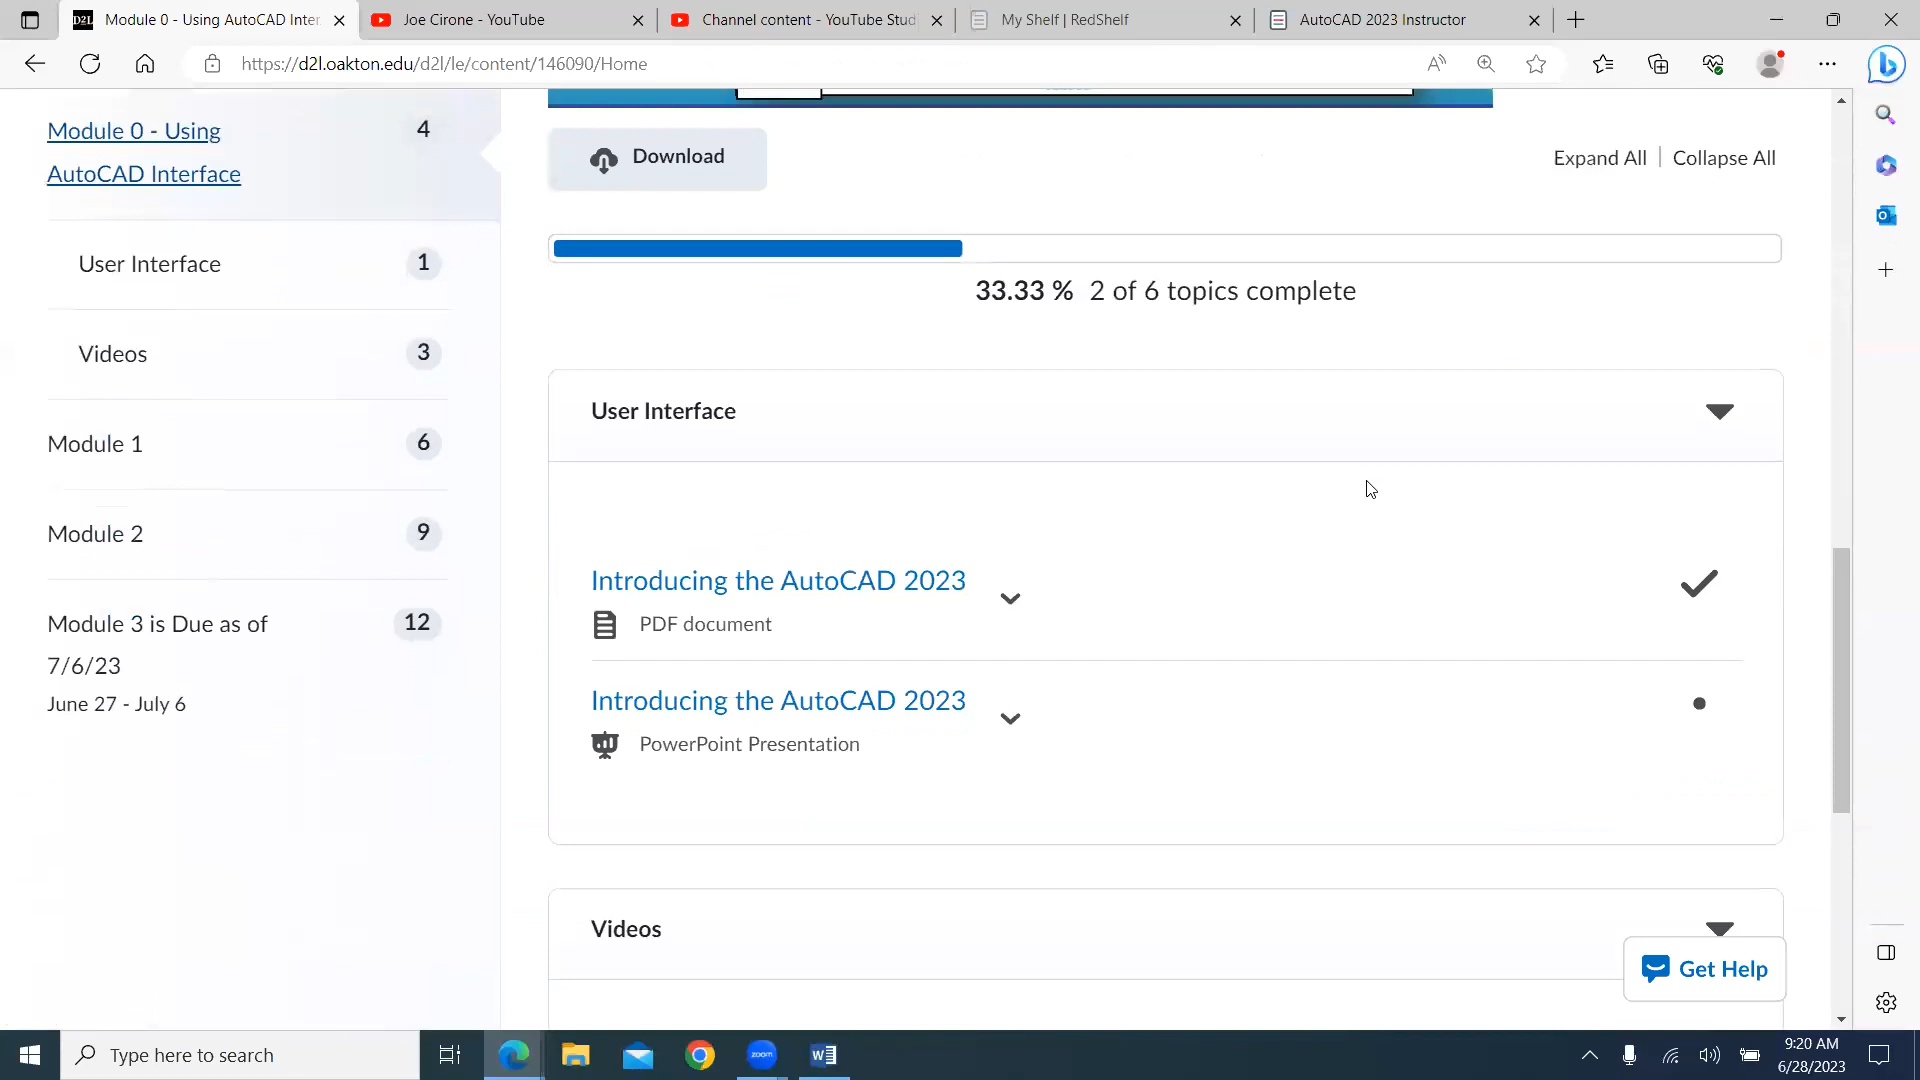 D2L
Module 0 - Using AutoCAD Inter
Joe Cirone - YouTube
Channel content - YouTube Stud
My Shelf | RedShelf
AutoCAD 2023 Instructor
https://d2l.oakton.edu/d2l/le/content/146090/Home
Module 0 - Using
AutoCAD Interface
4
User Interface
1
Videos
3
Module 1
6
Module 2
9
Module 3 is Due as of
7/6/23
12
June 27 - July 6
Download
Expand All
Collapse All
33.33 % 2 of 6 topics complete
User Interface
Introducing the AutoCAD 2023
PDF document
Introducing the AutoCAD 2023
PowerPoint Presentation
Videos
Get Help
Type here to search
zoom
9:20 AM
6/28/2023